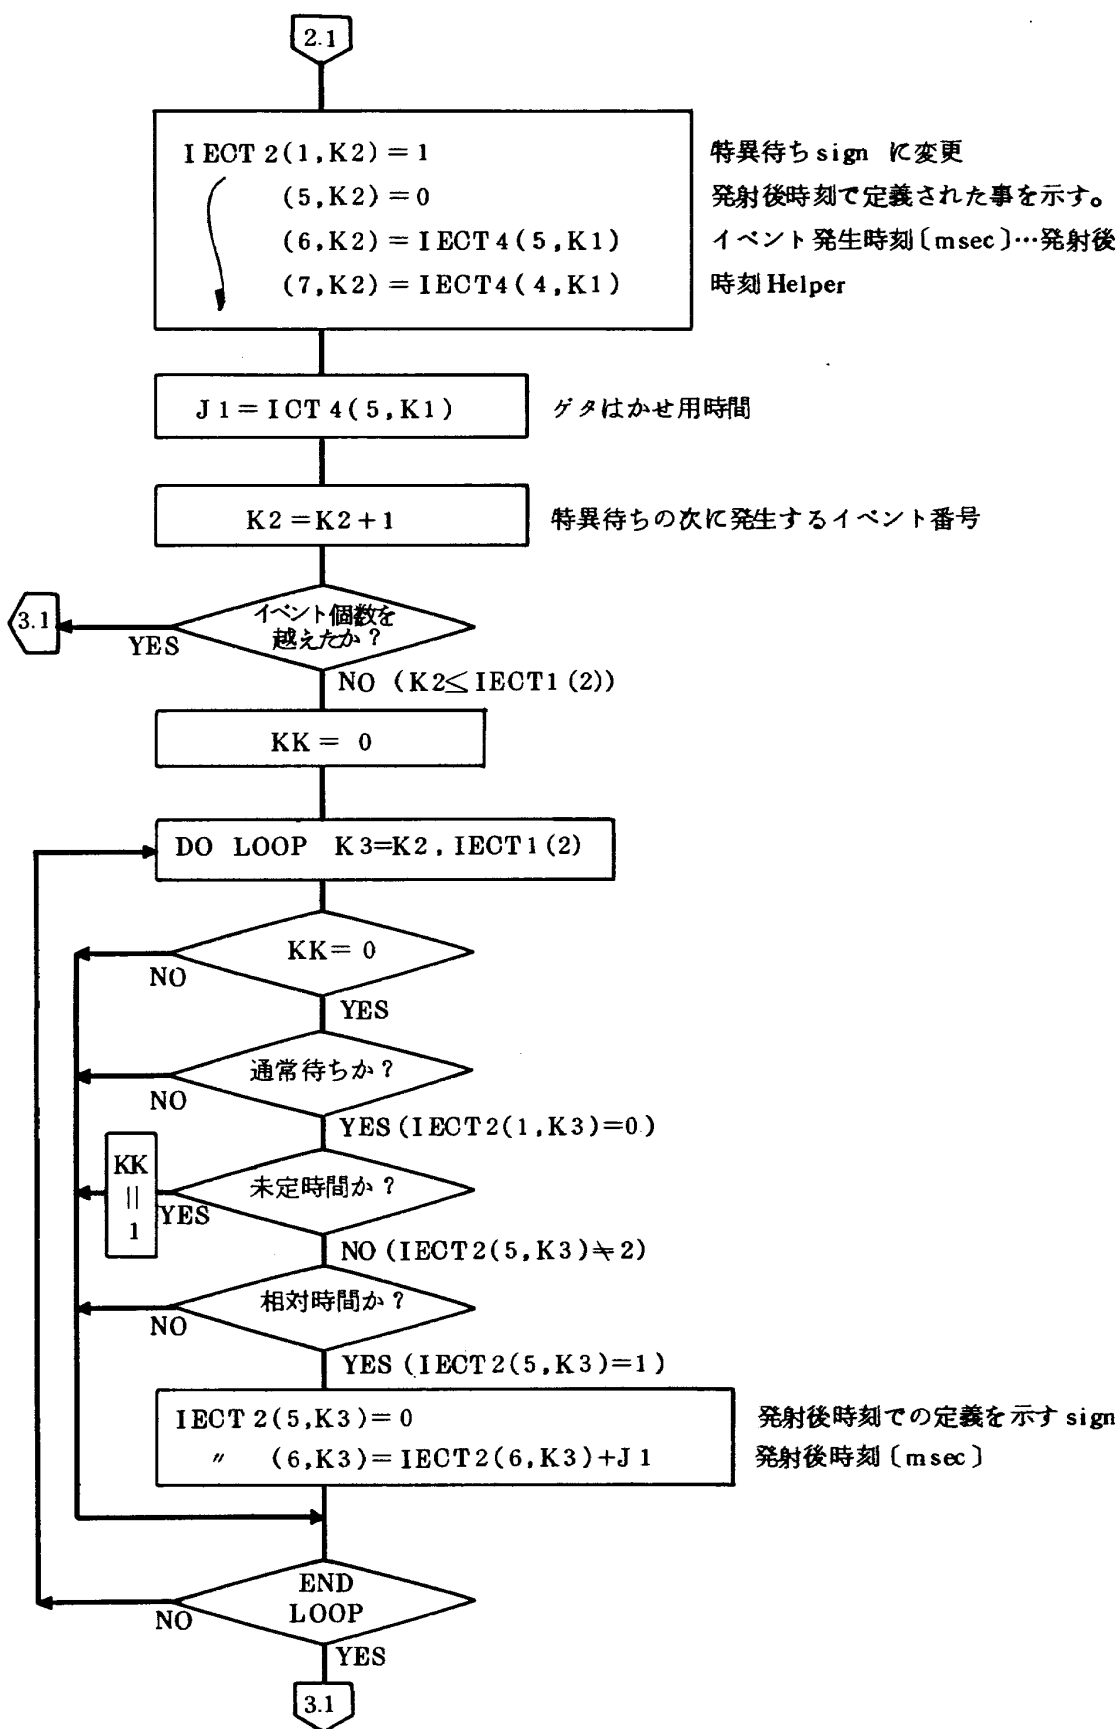 2.1
IECT2(1,K2)=1 特異待ちsign に変更
(5,K2)=0 発射後時刻で定義された事を示す。
(6,K2)=IECT4(5,K1) イベント発生時刻〔msec〕…発射後
(7,K2)=IECT4(4,K1) 時刻Helper
J1=ICT4(5,K1) ゲタはかせ用時間
K2=K2+1 特異待ちの次に発生するイベント番号
イベント個数を
越えたか?
3.1
YES
NO (K2≦IECT1(2))
KK= 0
DO LOOP K3=K2,IECT1(2)
KK= 0
NO
YES
通常待ちか?
NO
YES(IECT2(1,K3)=0)
未定時間か?
KK
||
1
YES
NO(IECT2(5,K3)≒2)
相対時間か?
NO
YES(IECT2(5,K3)=1)
IECT2(5,K3)=0 発射後時刻での定義を示すsign
〃 (6,K3)=IECT2(6,K3)+J1 発射後時刻〔msec〕
END
LOOP
NO
YES
3.1